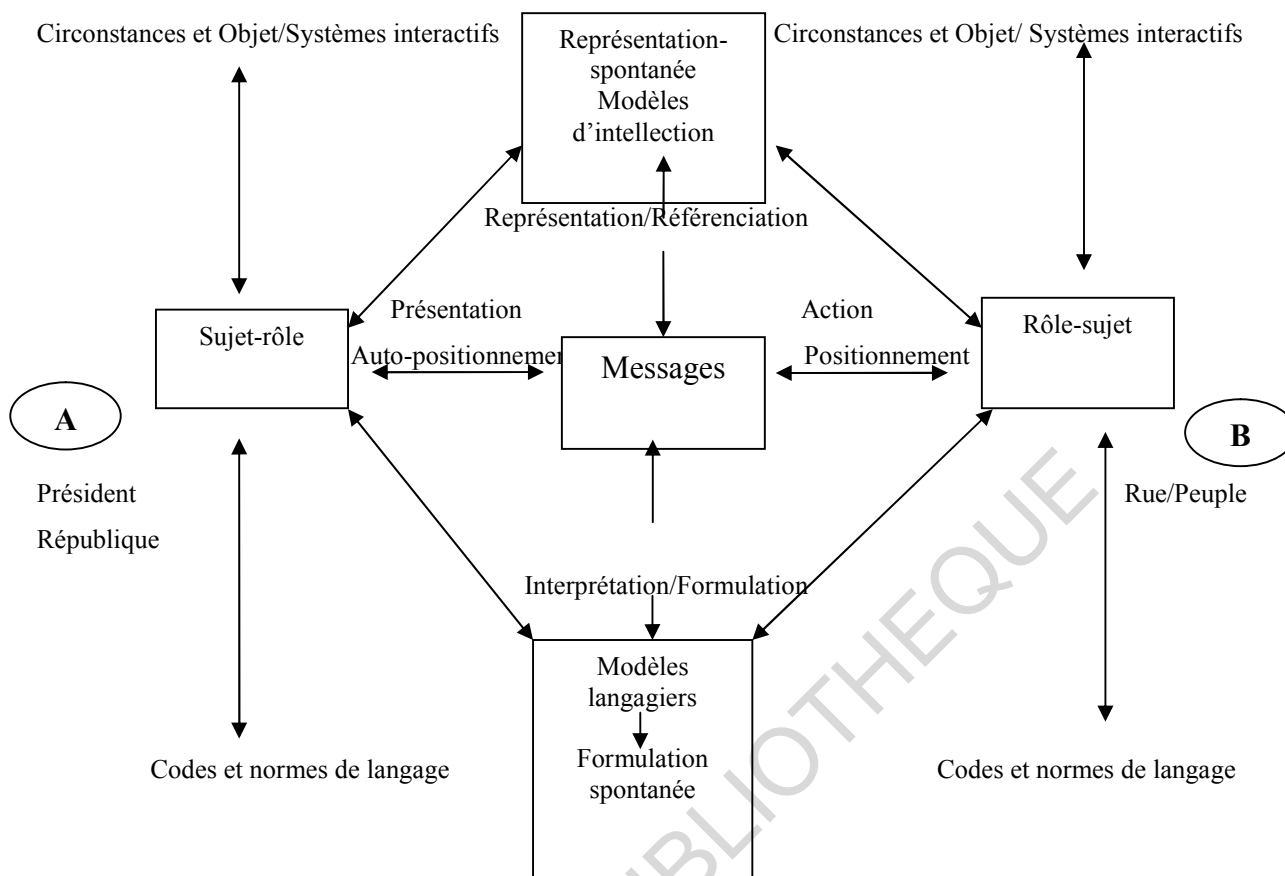 Circonstances et Objet/Systèmes interactifs
Représentation-
spontanée
Modèles
d'intellection
Circonstances et Objet/ Systèmes interactifs
Représentation/Référenciation
Présentation
Action
Sujet-rôle
Rôle-sujet
Auto-positionnemen
Messages
Positionnement
A
B
Président
République
Rue/Peuple
Interprétation/Formulation
Modèles
langagiers
Formulation
spontanée
Codes et normes de langage
Codes et normes de langage
BIBLIOTHEQUE